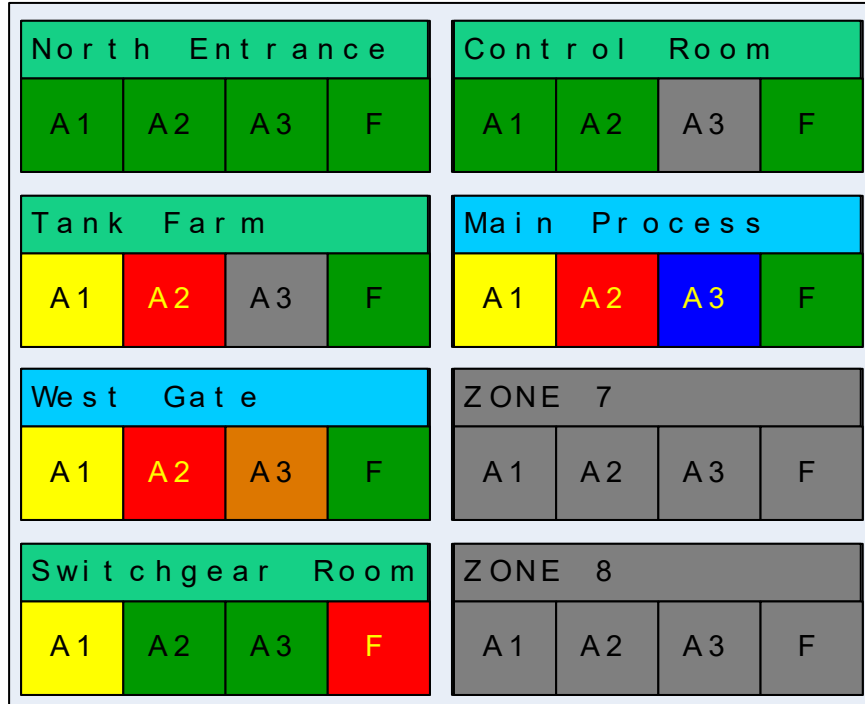 North Entrance
A1 A2 A3 F
Control Room
A1 A2 A3 F
Tank Farm
A1 A2 A3 F
Main Process
A1 A2 A3 F
West Gate
A1 A2 A3 F
ZONE 7
A1 A2 A3 F
Switchgear Room
A1 A2 A3 F
ZONE 8
A1 A2 A3 F